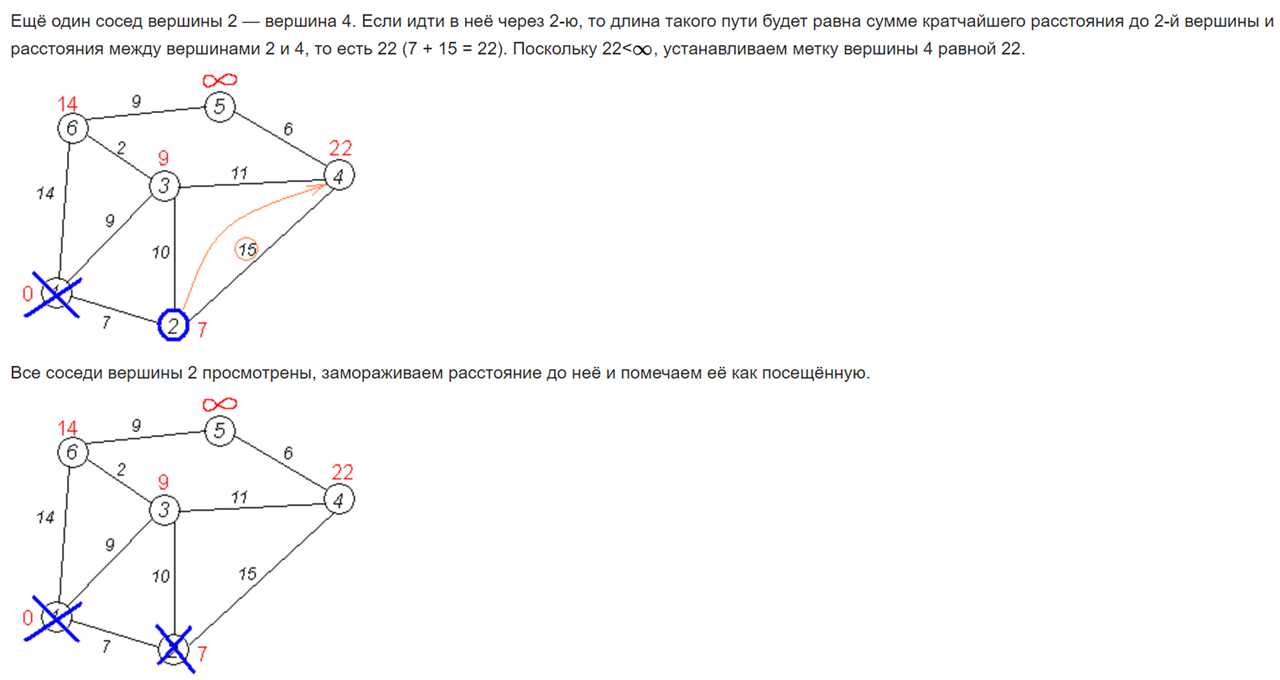 Ещё один сосед вершины 2 — вершина 4. Если идти в неё через 2-ю, то длина такого пути будет равна сумме кратчайшего расстояния до 2-й вершины и
расстояния между вершинами 2 и 4, то есть 22 (7 + 15 = 22). Поскольку 22<∞, устанавливаем метку вершины 4 равной 22.
∞
14 9 5
6 6
2 9 22
11 4
14 3
9
10 15
0 1
7 2 7
Все соседи вершины 2 просмотрены, замораживаем расстояние до неё и помечаем её как посещённую.
∞
14 9 5
6 6
2 9 22
11 4
14 3
9
10 15
0 1
7 2 7